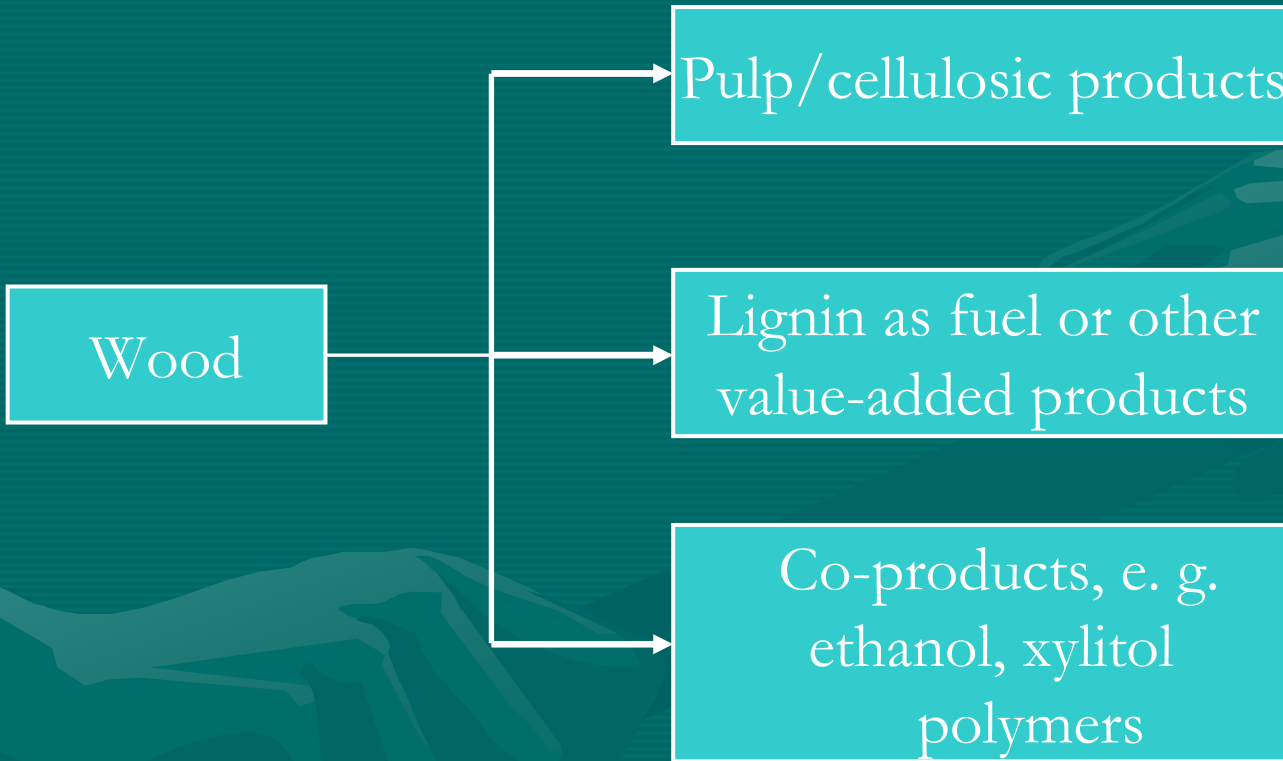 Pulp/cellulosic products
Wood
Lignin as fuel or other
value-added products
Co-products, e. g.
ethanol, xylitol
polymers